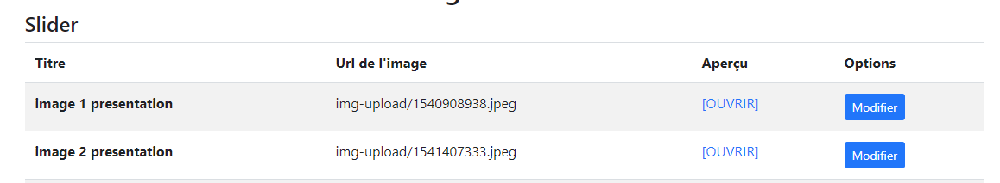 Slider
Titre Url de l'image Aperçu Options
image 1 presentation img-upload/1540908938.jpeg [OUVRIR] Modifier
image 2 presentation img-upload/1541407333.jpeg [OUVRIR] Modifier